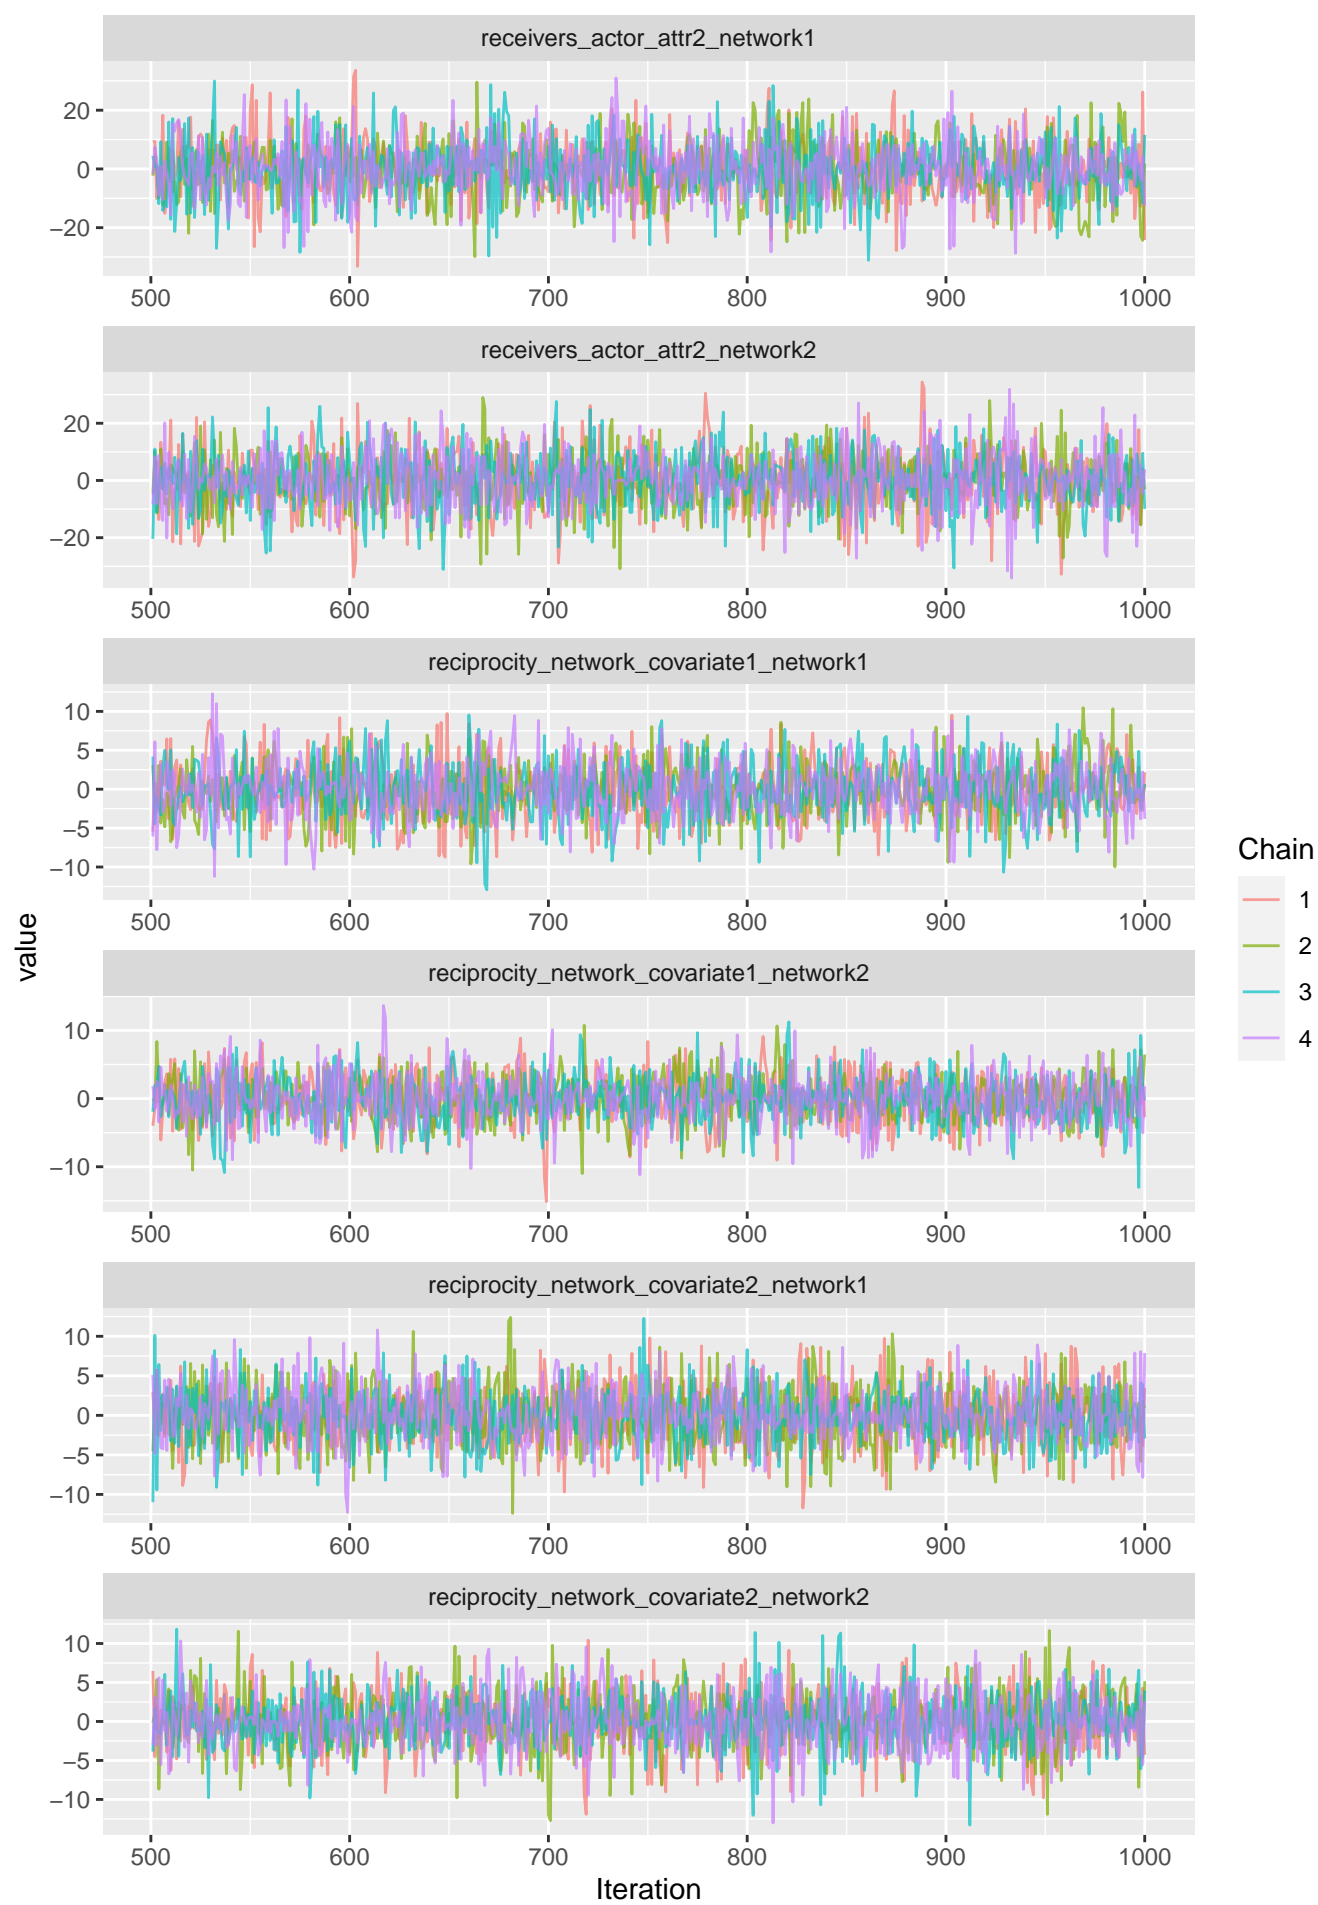 receivers_actor_attr2_network1
20
0
−20
500 600 700 800 900 1000
receivers_actor_attr2_network2
20
0
−20
500 600 700 800 900 1000
reciprocity_network_covariate1_network1
10
5
0
−5
−10
500 600 700 800 900 1000
reciprocity_network_covariate1_network2
10
0
−10
500 600 700 800 900 1000
reciprocity_network_covariate2_network1
10
5
0
−5
−10
500 600 700 800 900 1000
reciprocity_network_covariate2_network2
10
5
0
−5
−10
500 600 700 800 900 1000
Iteration
value
Chain
1
2
3
4